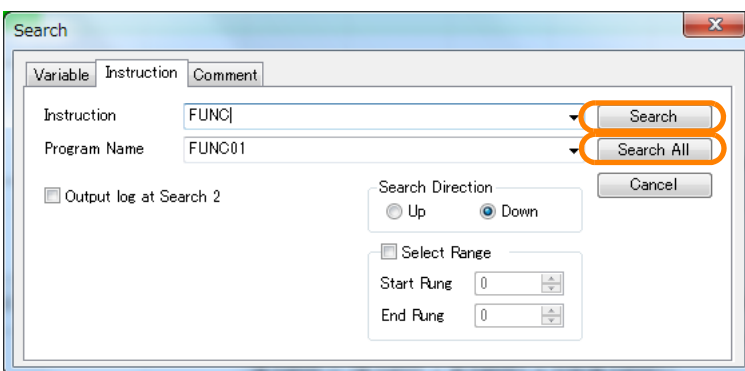 Search
Variable Instruction Comment
Instruction FUNC Search
Program Name FUNC01 Search All
Cancel
Output log at Search 2
Search Direction
Up Down
Select Range
Start Rung 0
End Rung 0